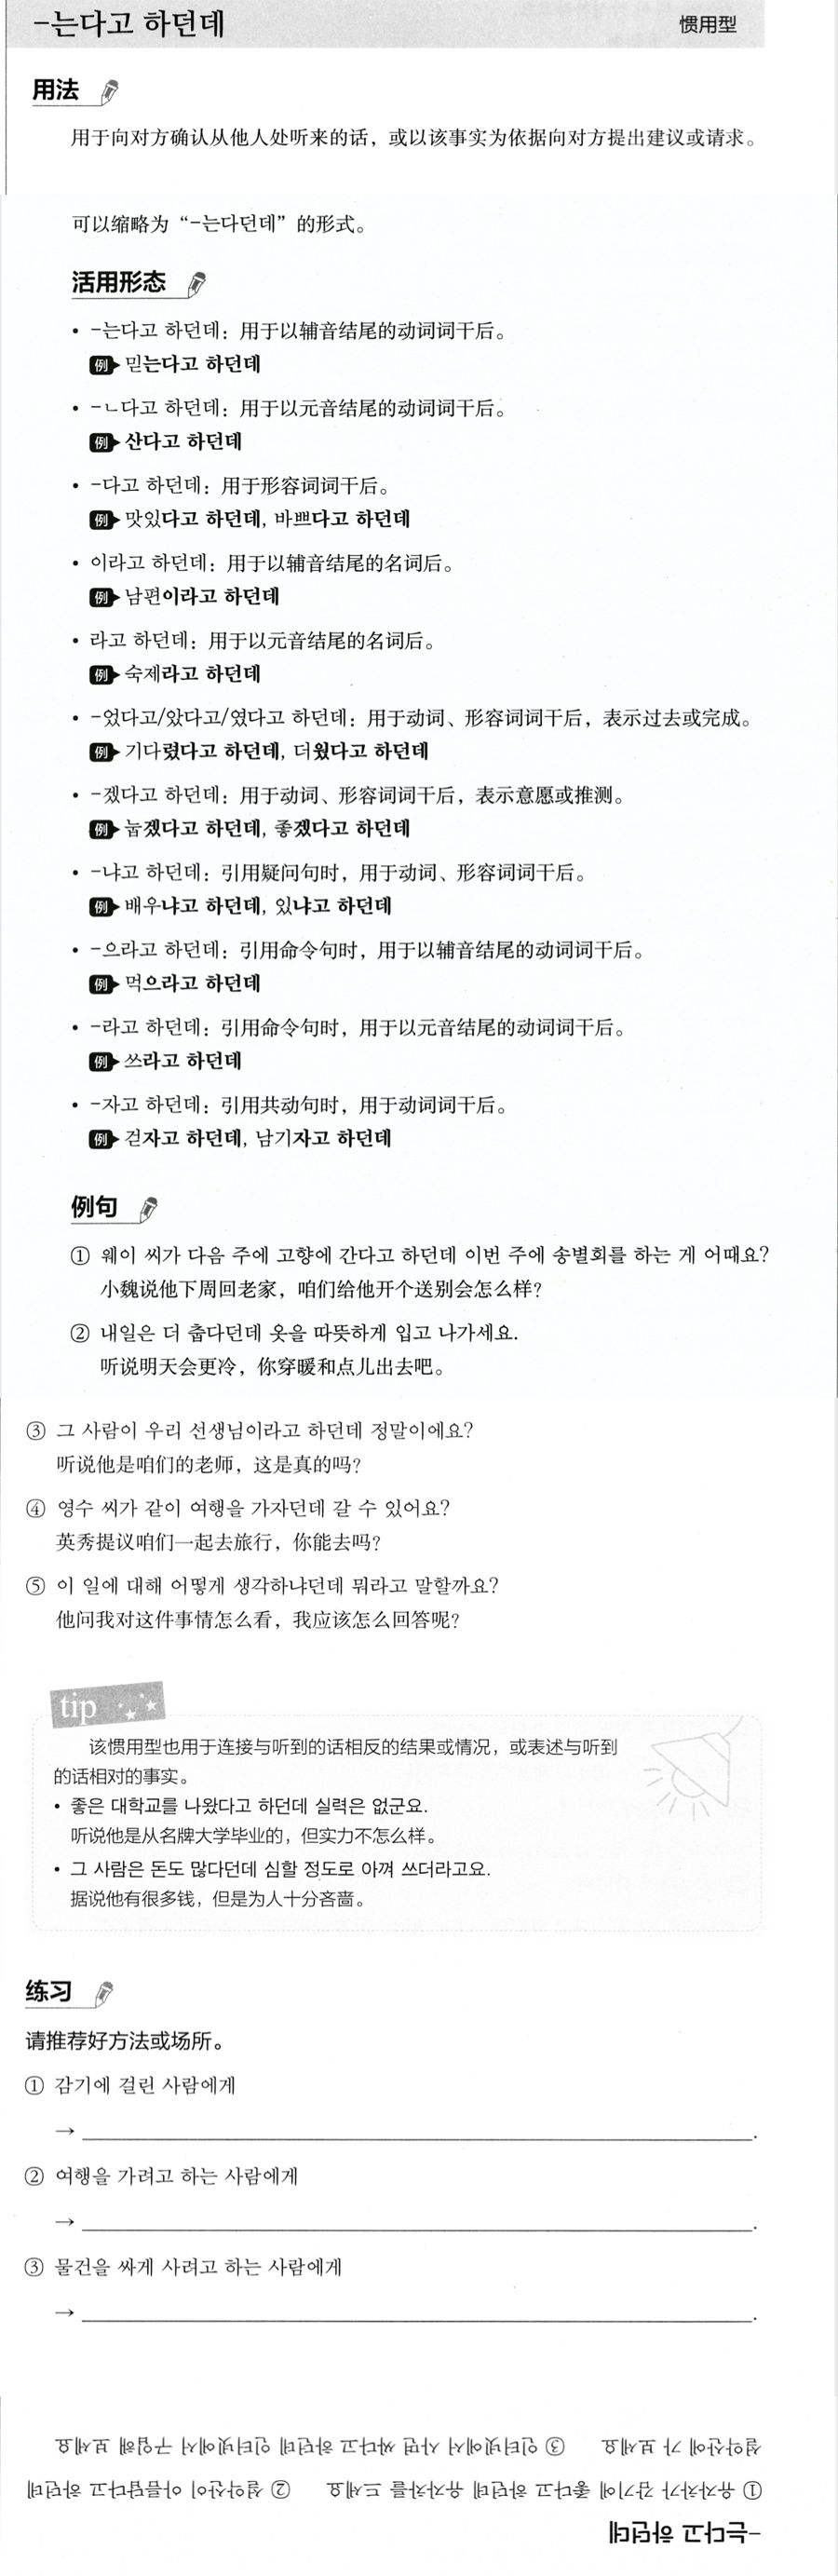 -는다고 하던데 惯用型
用法
用于向对方确认从他人处听来的话，或以该事实为依据向对方提出建议或请求。
可以缩略为“-는다던데”的形式。
活用形态
• -는다고 하던데：用于以辅音结尾的动词词干后。
例 믿는다고 하던데
• -ㄴ다고 하던데：用于以元音结尾的动词词干后。
例 산다고 하던데
• -다고 하던데：用于形容词词干后。
例 맛있다고 하던데, 바쁘다고 하던데
• 이라고 하던데：用于以辅音结尾的名词后。
例 남편이라고 하던데
• 라고 하던데：用于以元音结尾的名词后。
例 숙제라고 하던데
• -었다고/았다고/였다고 하던데：用于动词、形容词词干后，表示过去或完成。
例 기다렸다고 하던데, 더웠다고 하던데
• -겠다고 하던데：用于动词、形容词词干后，表示意愿或推测。
例 눕겠다고 하던데, 좋겠다고 하던데
• -냐고 하던데：引用疑问句时，用于动词、形容词词干后。
例 배우냐고 하던데, 있냐고 하던데
• -으라고 하던데：引用命令句时，用于以辅音结尾的动词词干后。
例 먹으라고 하던데
• -라고 하던데：引用命令句时，用于以元音结尾的动词词干后。
例 쓰라고 하던데
• -자고 하던데：引用共动句时，用于动词词干后。
例 걷자고 하던데, 남기자고 하던데
例句
① 웨이 씨가 다음 주에 고향에 간다고 하던데 이번 주에 송별회를 하는 게 어때요?
小魏说他下周回老家，咱们给他开个送别会怎么样？
② 내일은 더 춥다던데 옷을 따뜻하게 입고 나가세요.
听说明天会更冷，你穿暖和点儿出去吧。
③ 그 사람이 우리 선생님이라고 하던데 정말이에요?
听说他是咱们的老师，这是真的吗？
④ 영수 씨가 같이 여행을 가자던데 갈 수 있어요?
英秀提议咱们一起去旅行，你能去吗？
⑤ 이 일에 대해 어떻게 생각하냐던데 뭐라고 말할까요?
他问我对这件事情怎么看，我应该怎么回答呢？
tip
该惯用型也用于连接与听到的话相反的结果或情况，或表述与听到
的话相对的事实。
• 좋은 대학교를 나왔다고 하던데 실력은 없군요.
听说他是从名牌大学毕业的，但实力不怎么样。
• 그 사람은 돈도 많다던데 심할 정도로 아껴 쓰더라고요.
据说他有很多钱，但是为人十分吝啬。
练习
请推荐好方法或场所。
① 감기에 걸린 사람에게
→ .
② 여행을 가려고 하는 사람에게
→ .
③ 물건을 싸게 사려고 하는 사람에게
→ .
-는다고 하던데
① 유자차가 감기에 좋다고 하던데 유자차를 드세요 ② 설악산이 아름답다고 하던데
설악산에 가 보세요 ③ 인터넷에서 사면 싸다고 하던데 인터넷에서 구입해 보세요